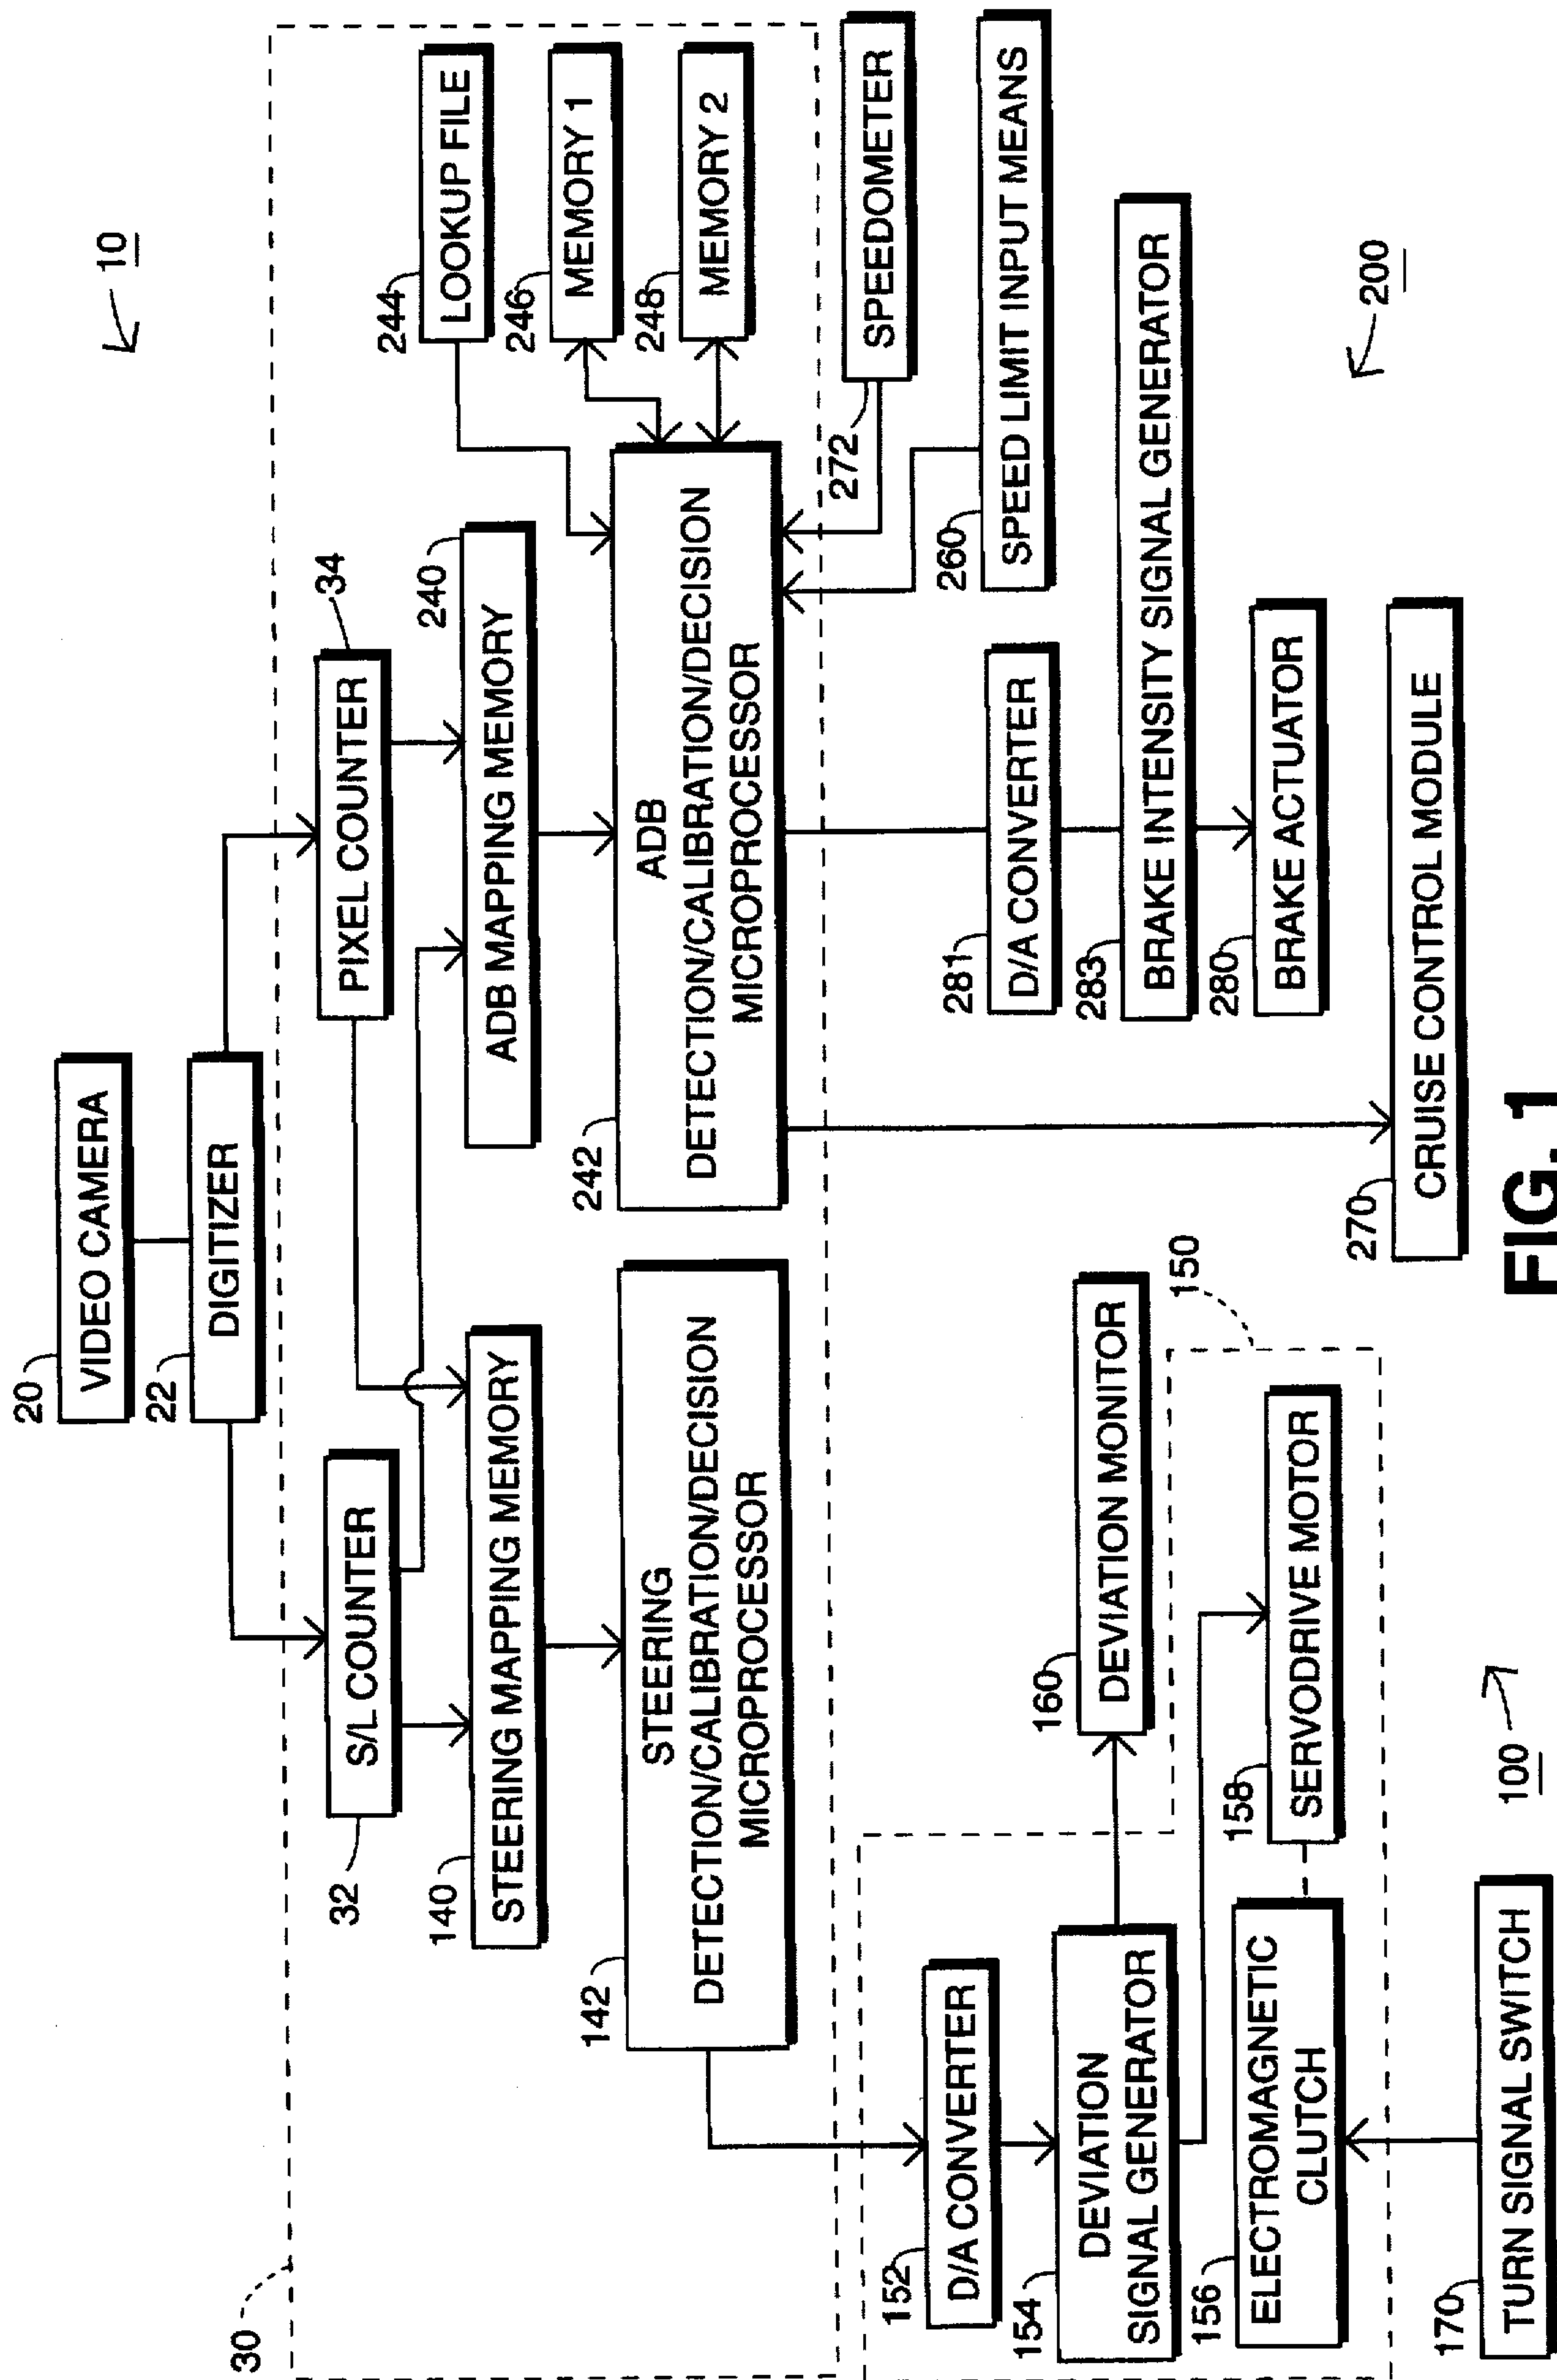 10
20
VIDEO CAMERA
22
DIGITIZER
30
32
S/L COUNTER
34
PIXEL COUNTER
140
STEERING MAPPING MEMORY
240
ADB MAPPING MEMORY
244
LOOKUP FILE
246
MEMORY 1
248
MEMORY 2
142
STEERING
DETECTION/CALIBRATION/DECISION
MICROPROCESSOR
242
ADB
DETECTION/CALIBRATION/DECISION
MICROPROCESSOR
272
SPEEDOMETER
260
SPEED LIMIT INPUT MEANS
152
D/A CONVERTER
154
DEVIATION
SIGNAL GENERATOR
160
DEVIATION MONITOR
150
156
ELECTROMAGNETIC
CLUTCH
158
SERVODRIVE MOTOR
170
TURN SIGNAL SWITCH
100
281
D/A CONVERTER
283
BRAKE INTENSITY SIGNAL GENERATOR
280
BRAKE ACTUATOR
270
CRUISE CONTROL MODULE
200
FIG. 1